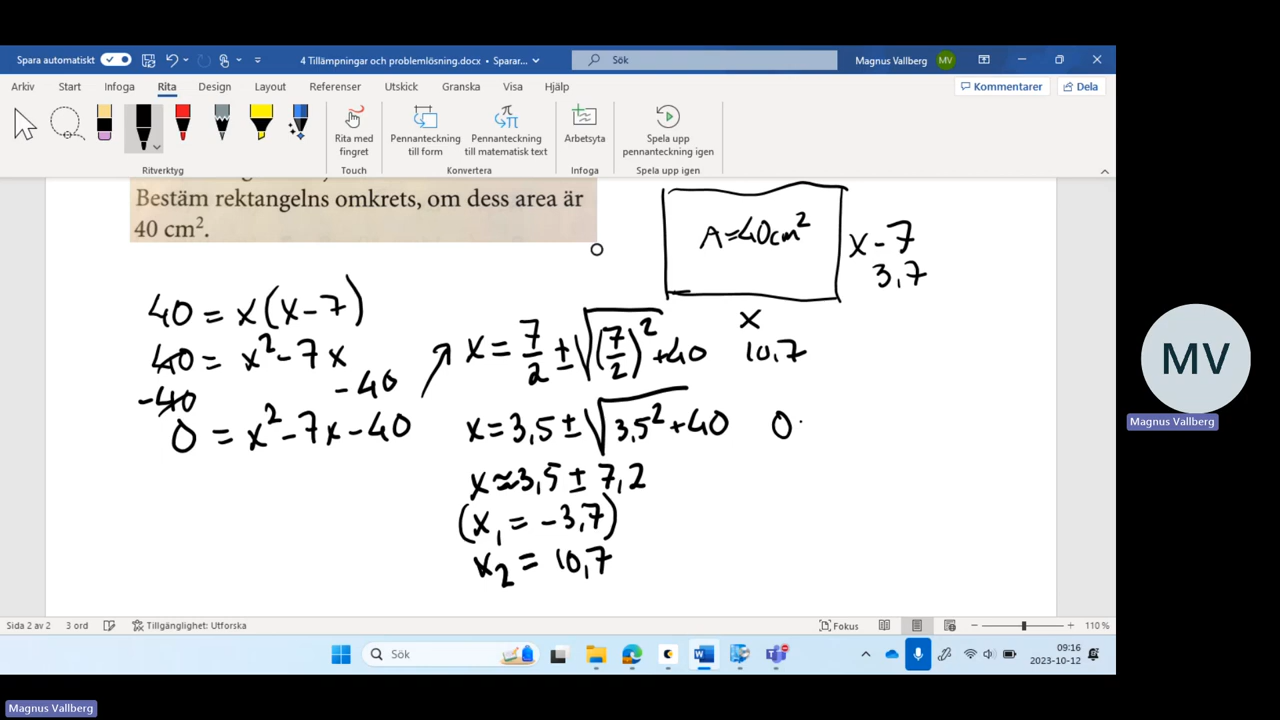 Spara automatiskt
4 Tillämpningar och problemlösning.docx • Sparar...
Sök
Magnus Vallberg
MV
Arkiv Start Infoga Rita Design Layout Referenser Utskick Granska Visa Hjälp
Kommentarer
Dela
Rita med fingret
Pennanteckning till form
Pennanteckning till matematisk text
Arbetsyta
Spela upp pennanteckning igen
Ritverktyg
Touch
Konvertera
Infoga
Spela upp igen
Bestäm rektangelns omkrets, om dess area är
40 cm².
A=40cm²
x-7
3,7
x
10,7
40 = x(x-7)
40 = x²-7x
-40 -40
0 = x²-7x-40
x = 7/2 ± √((7/2)²+40)
x = 3,5 ± √(3,5²+40)
x ≈ 3,5 ± 7,2
(x₁ = -3,7)
x₂ = 10,7
0
MV
Magnus Vallberg
Sida 2 av 2
3 ord
Tillgänglighet: Utforska
Fokus
110 %
Sök
09:16
2023-10-12
Magnus Vallberg